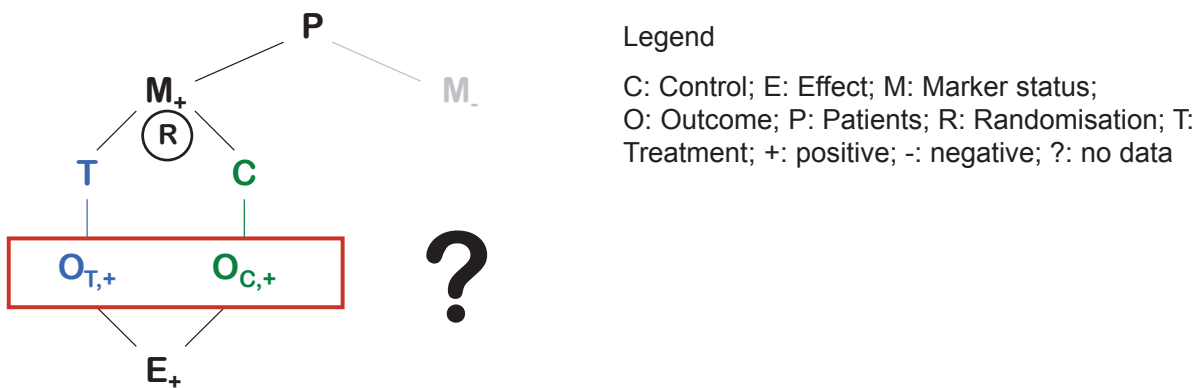 P
M+
M-
R
T
C
OT,+
OC,+
?
E+
Legend
C: Control; E: Effect; M: Marker status;
O: Outcome; P: Patients; R: Randomisation; T:
Treatment; +: positive; -: negative; ?: no data